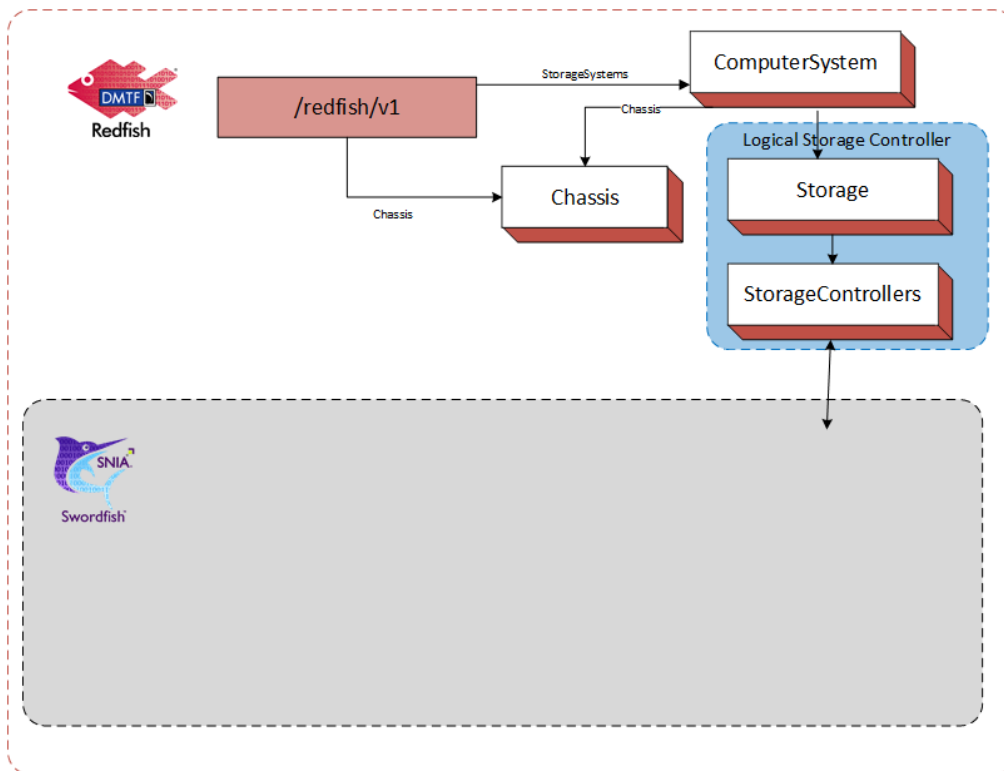 ComputerSystem
StorageSystems
DMTF
/redfish/v1
Chassis
Redfish
Logical Storage Controller
Chassis
Storage
Chassis
StorageControllers
SNIA
Swordfish